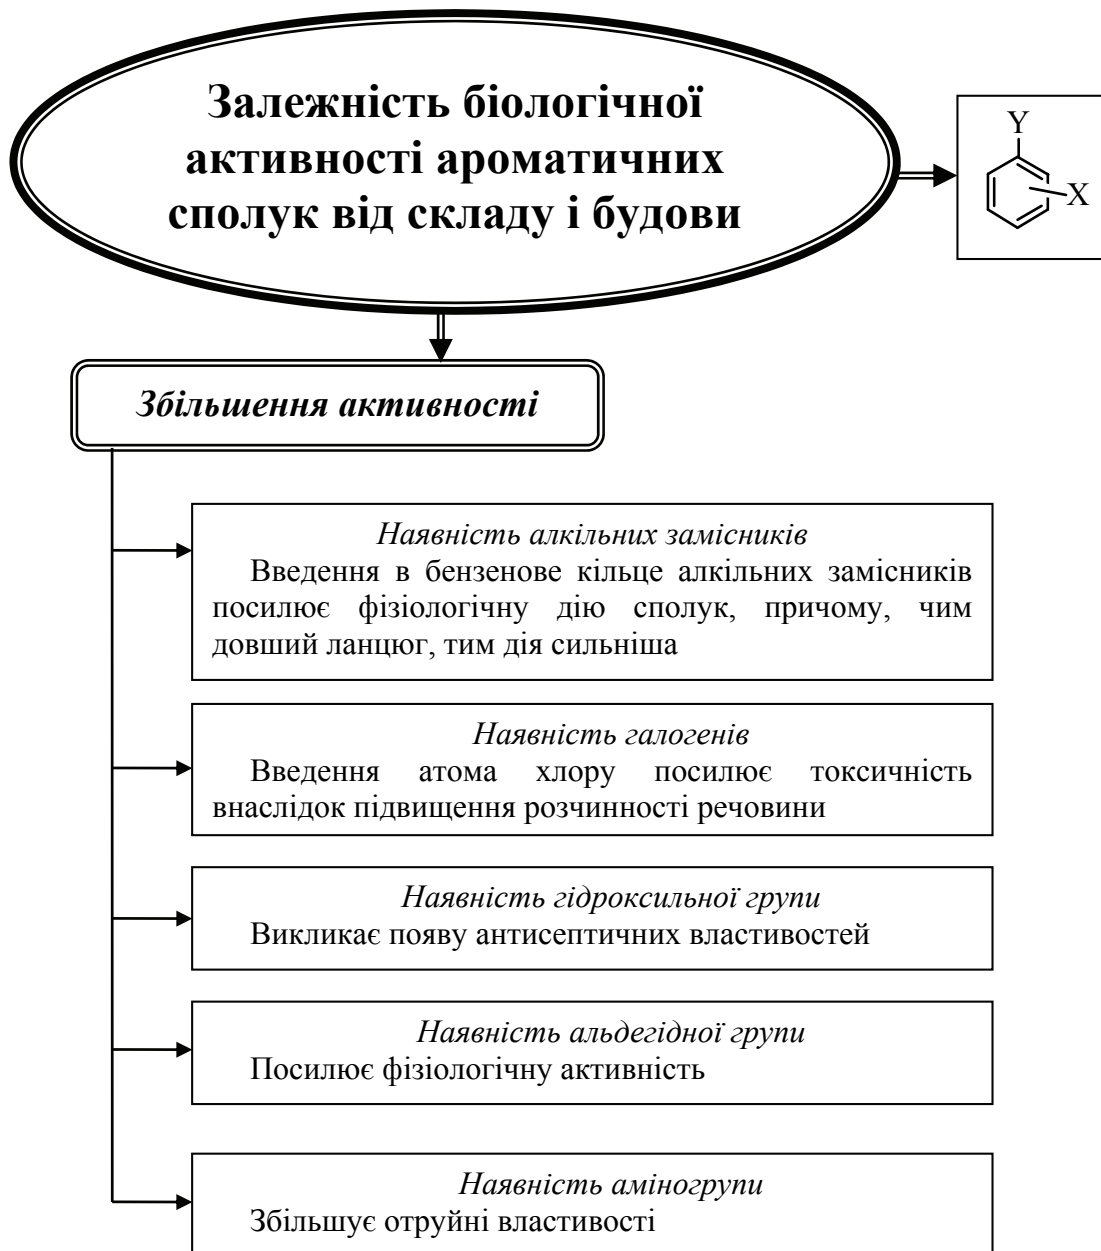 Залежність біологічної
активності ароматичних
сполук від складу і будови
Y
X
Збільшення активності
Наявність алкільних замісників
Введення в бензенове кільце алкільних замісників
посилює фізіологічну дію сполук, причому, чим
довший ланцюг, тим дія сильніша
Наявність галогенів
Введення атома хлору посилює токсичність
внаслідок підвищення розчинності речовини
Наявність гідроксильної групи
Викликає появу антисептичних властивостей
Наявність альдегідної групи
Посилює фізіологічну активність
Наявність аміногрупи
Збільшує отруйні властивості